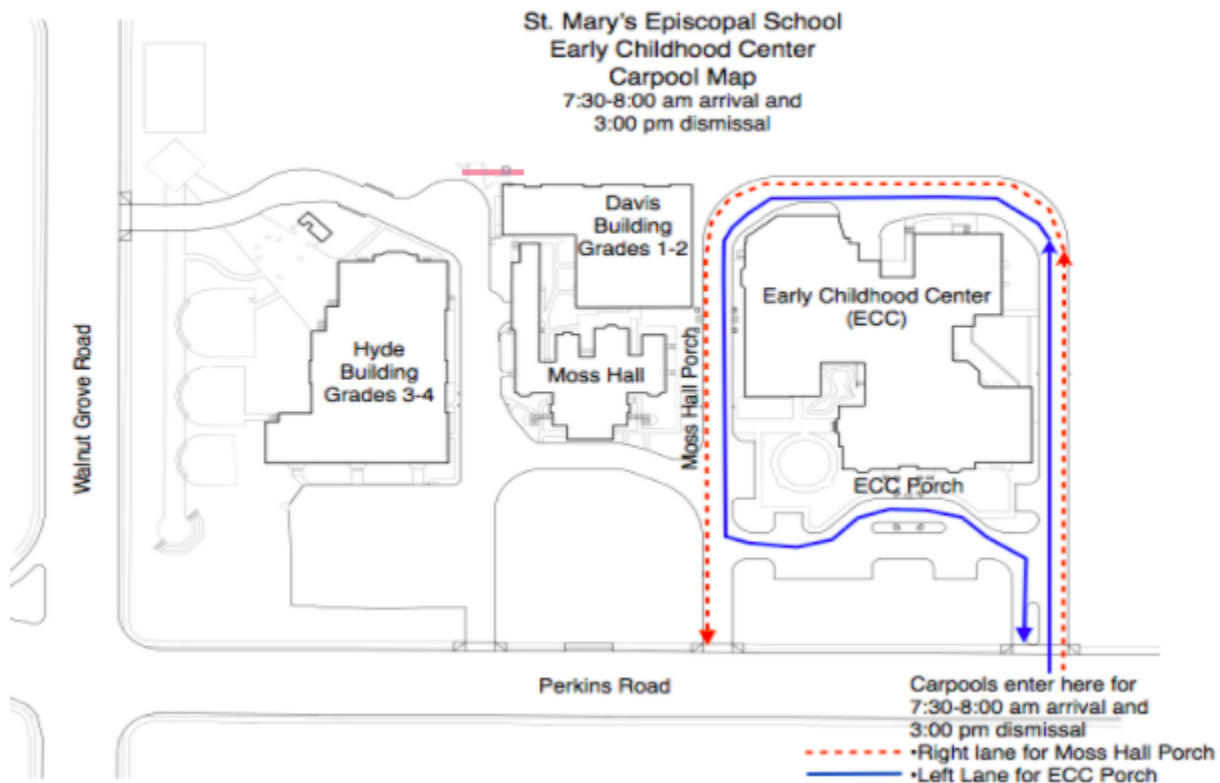 St. Mary's Episcopal School
Early Childhood Center
Carpool Map
7:30-8:00 am arrival and
3:00 pm dismissal
Davis
Building
Grades 1-2
Early Childhood Center
(ECC)
Hyde
Building
Grades 3-4
Moss Hall
Moss Hall Porch
Walnut Grove Road
ECC Porch
Perkins Road
Carpools enter here for
7:30-8:00 am arrival and
3:00 pm dismissal
•Right lane for Moss Hall Porch
•Left Lane for ECC Porch